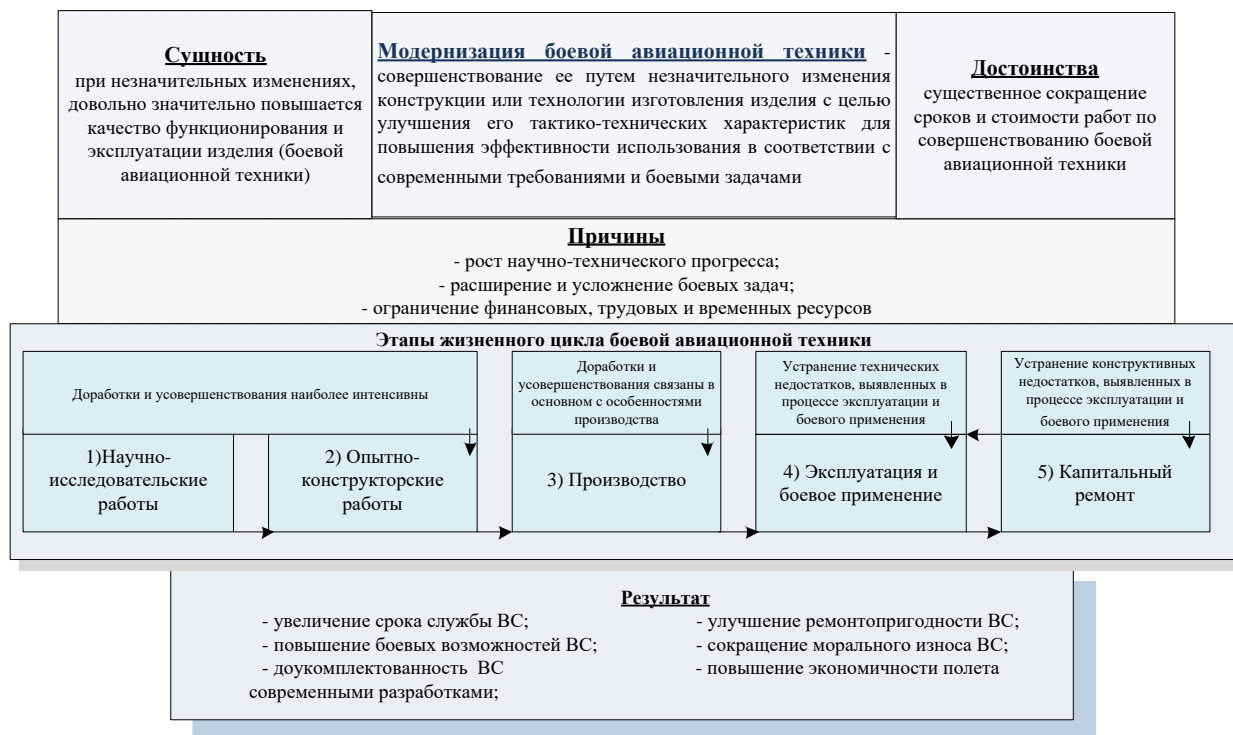 Сущность
при незначительных изменениях,
довольно значительно повышается
качество функционирования и
эксплуатации изделия (боевой
авиационной техники)
Модернизация боевой авиационной техники -
совершенствование ее путем незначительного изменения
конструкции или технологии изготовления изделия с целью
улучшения его тактико-технических характеристик для
повышения эффективности использования в соответствии с
современными требованиями и боевыми задачами
Достоинства
существенное сокращение
сроков и стоимости работ по
совершенствованию боевой
авиационной техники
Причины
- рост научно-технического прогресса;
- расширение и усложнение боевых задач;
- ограничение финансовых, трудовых и временных ресурсов
Этапы жизненного цикла боевой авиационной техники
Доработки и усовершенствования наиболее интенсивны
Доработки и
усовершенствования связаны в
основном с особенностями
производства
Устранение технических
недостатков, выявленных в
процессе эксплуатации и
боевого применения
Устранение конструктивных
недостатков, выявленных в
процессе эксплуатации и
боевого применения
1)Научно-
исследовательские
работы
2) Опытно-
конструкторские
работы
3) Производство
4) Эксплуатация и
боевое применение
5) Капитальный
ремонт
Результат
- увеличение срока службы ВС;
- повышение боевых возможностей ВС;
- доукомплектованность ВС
современными разработками;
- улучшение ремонтопригодности ВС;
- сокращение морального износа ВС;
- повышение экономичности полета